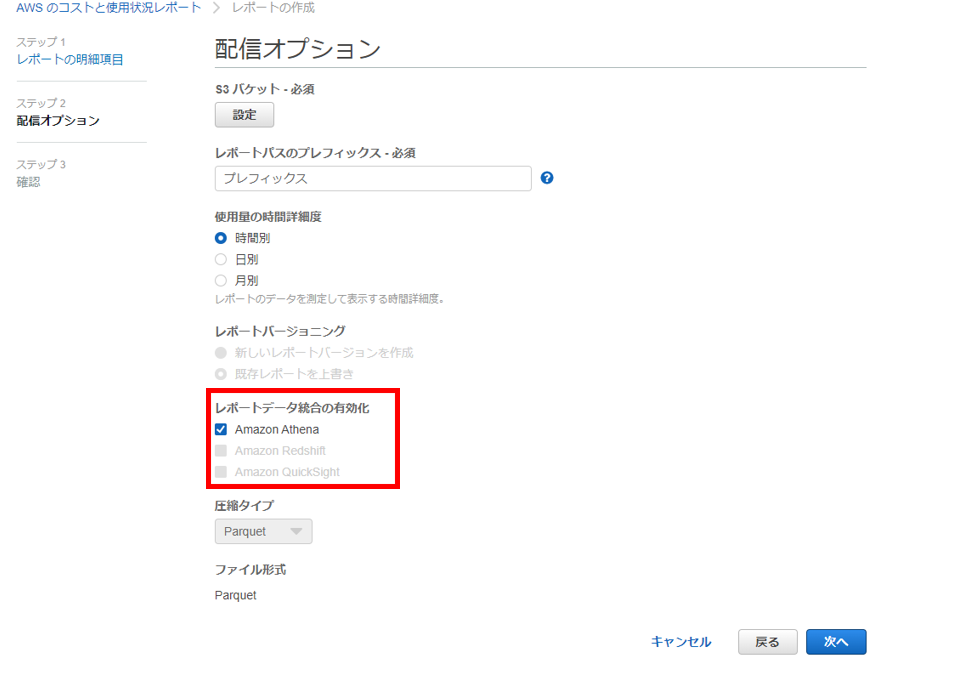 AWS のコストと使用状況レポート > レポートの作成
ステップ 1
レポートの明細項目
ステップ 2
配信オプション
ステップ 3
確認
配信オプション
S3 バケット - 必須
設定
レポートパスのプレフィックス - 必須
プレフィックス
?
使用量の時間詳細度
時間別
日別
月別
レポートのデータを測定して表示する時間詳細度。
レポートバージョニング
新しいレポートバージョンを作成
既存レポートを上書き
レポートデータ統合の有効化
Amazon Athena
Amazon Redshift
Amazon QuickSight
圧縮タイプ
Parquet
ファイル形式
Parquet
キャンセル
戻る
次へ